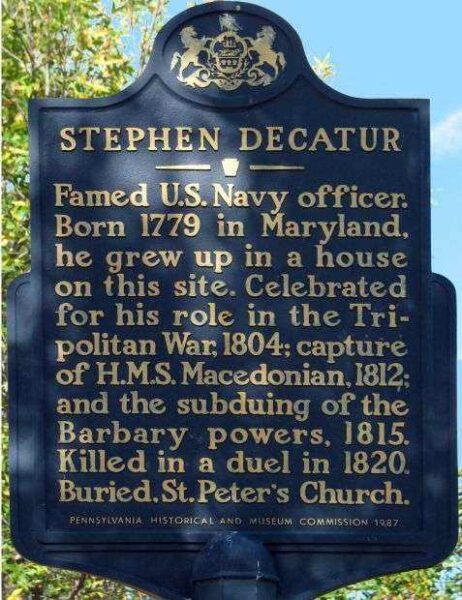 STEPHEN DECATUR
Famed U.S. Navy officer.
Born 1779 in Maryland,
he grew up in a house
on this site. Celebrated
for his role in the Tri-
politan War, 1804; capture
of H.M.S. Macedonian, 1812;
and the subduing of the
Barbary powers, 1815.
Killed in a duel in 1820.
Buried, St. Peter's Church.
PENNSYLVANIA HISTORICAL AND MUSEUM COMMISSION 1987